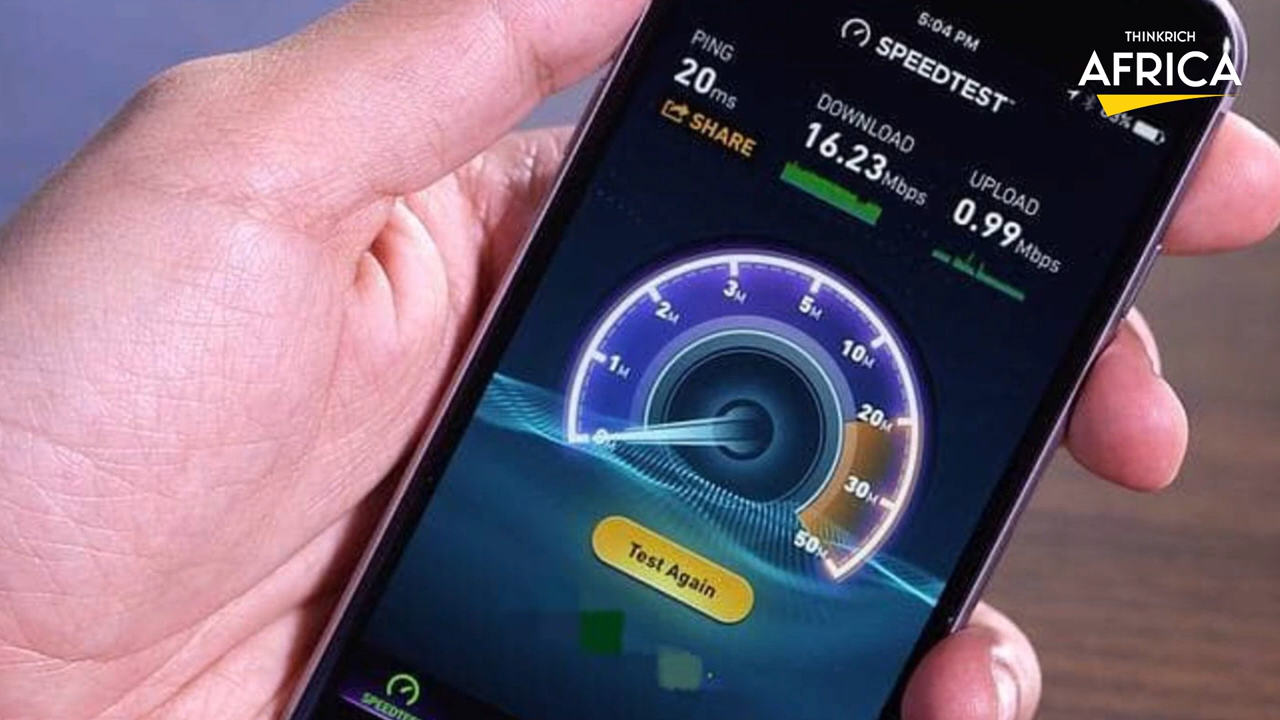 THINKRICH
AFRICA
5:04 PM
SPEEDTEST
PING
20ms
SHARE
DOWNLOAD
16.23Mbps
UPLOAD
0.99Mbps
0M
1M
2M
3M
5M
10M
20M
30M
50M
Test Again